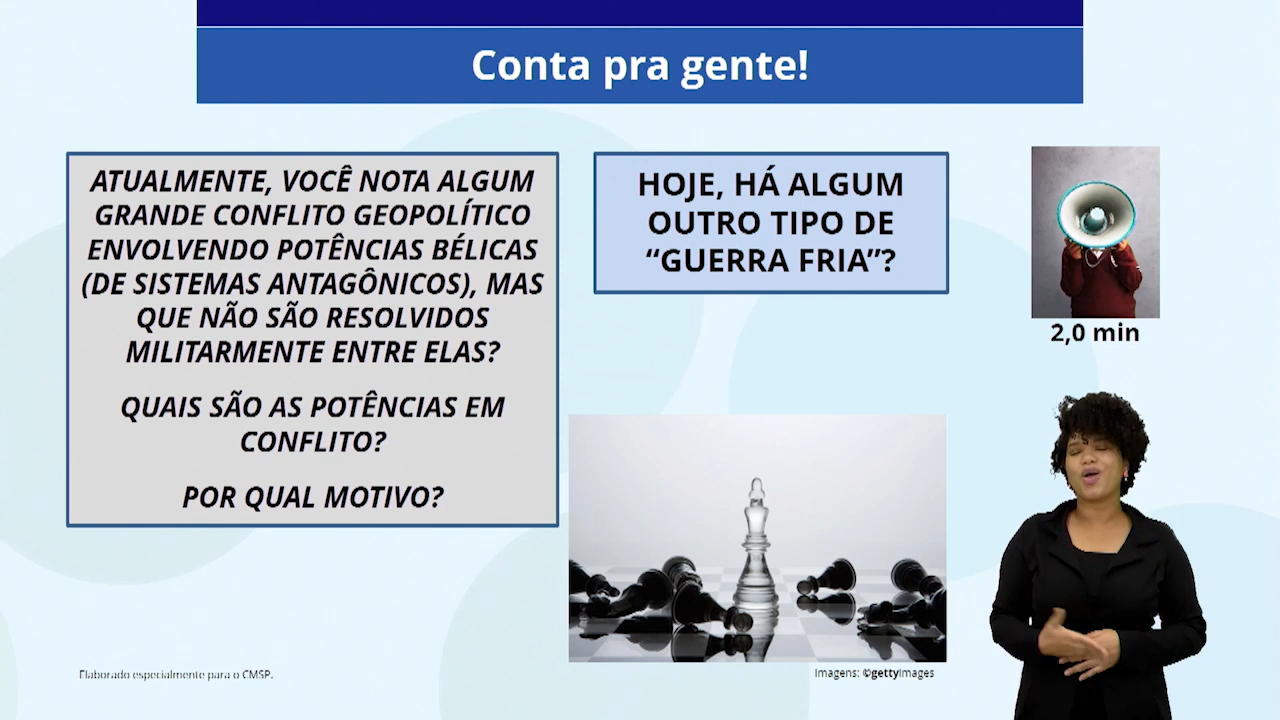 Conta pra gente!
ATUALMENTE, VOCÊ NOTA ALGUM
GRANDE CONFLITO GEOPOLÍTICO
ENVOLVENDO POTÊNCIAS BÉLICAS
(DE SISTEMAS ANTAGÔNICOS), MAS
QUE NÃO SÃO RESOLVIDOS
MILITARMENTE ENTRE ELAS?
QUAIS SÃO AS POTÊNCIAS EM
CONFLITO?
POR QUAL MOTIVO?
HOJE, HÁ ALGUM
OUTRO TIPO DE
“GUERRA FRIA”?
2,0 min
Elaborado especialmente para o CMSP.
Imagens: ©gettyimages